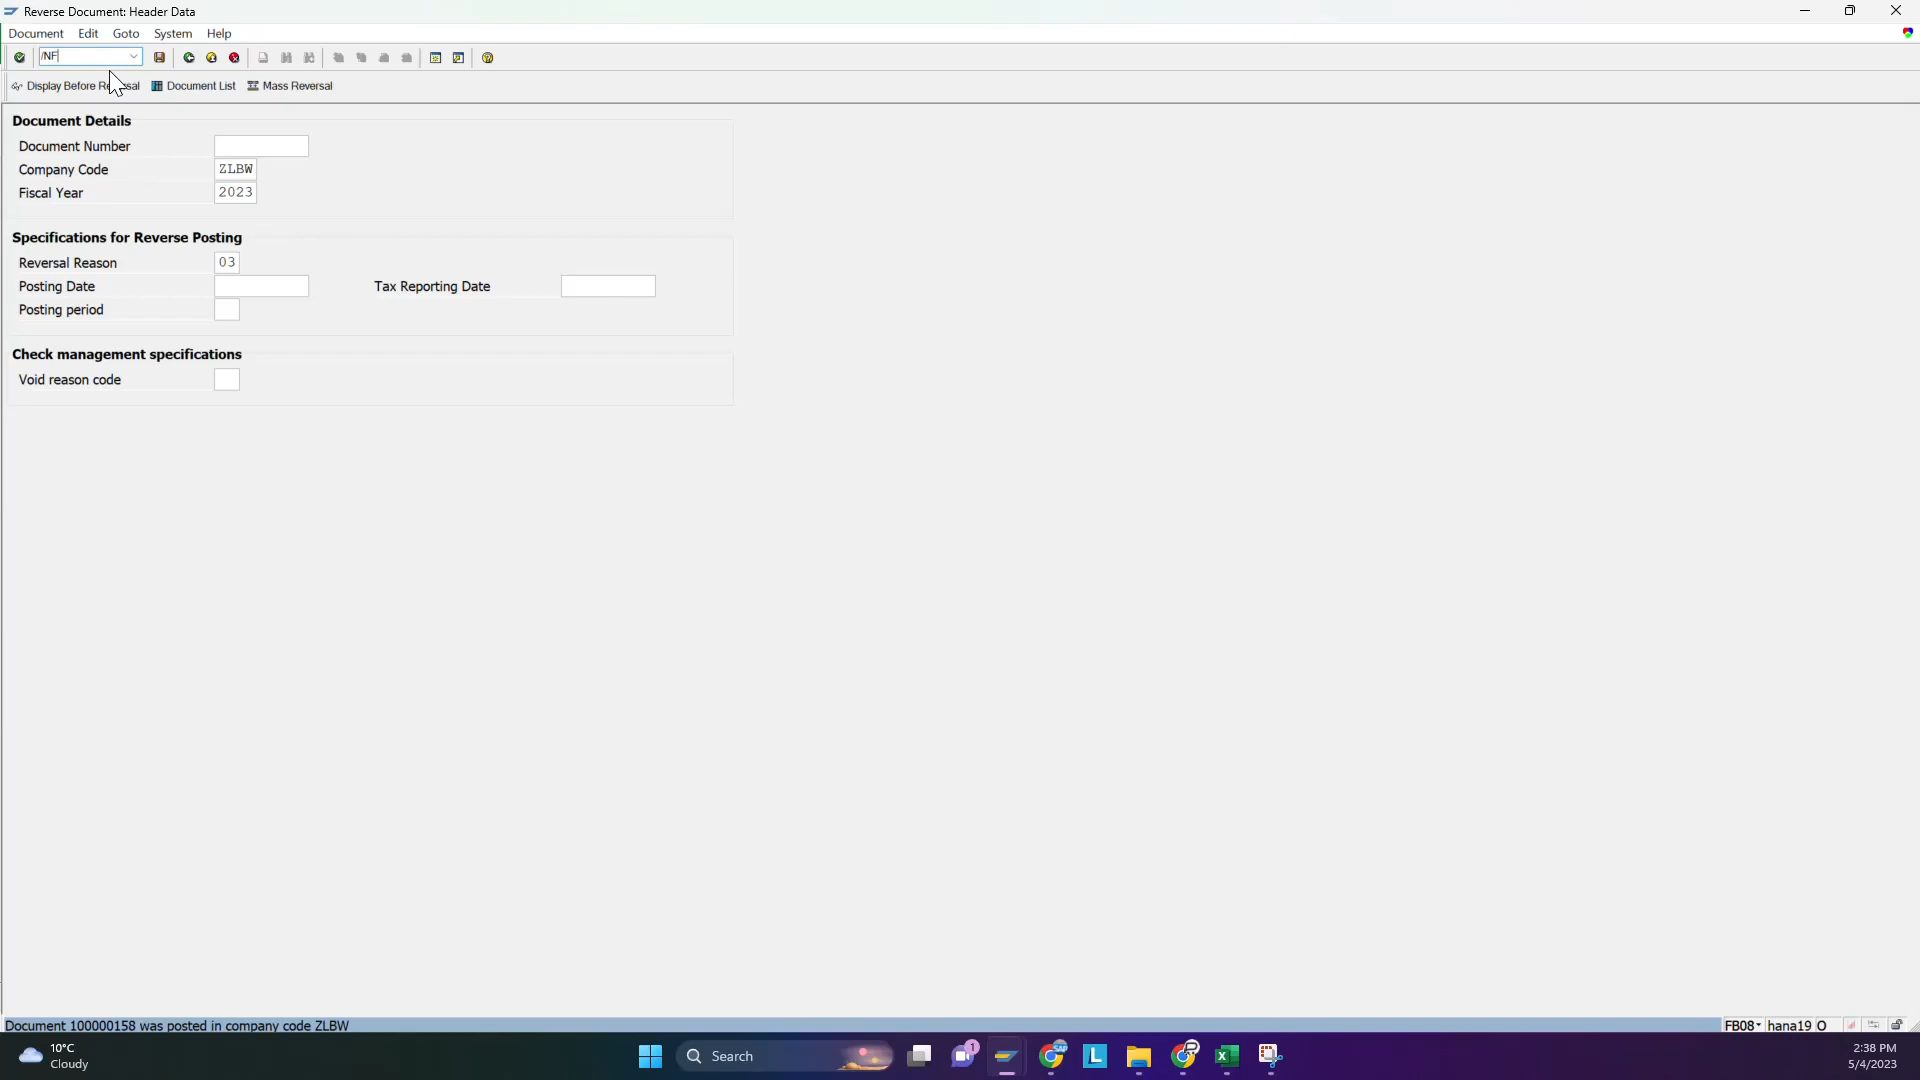 Reverse Document: Header Data
Document Edit Goto System Help
/NF
Display Before Re sal Document List Mass Reversal
Document Details
Document Number
Company Code ZLBW
Fiscal Year 2023
Specifications for Reverse Posting
Reversal Reason 03
Posting Date Tax Reporting Date
Posting period
Check management specifications
Void reason code
Document 100000158 was posted in company code ZLBW
FB08 hana19 O
10°C
Cloudy
Search
1
SAP
L
2:38 PM
5/4/2023